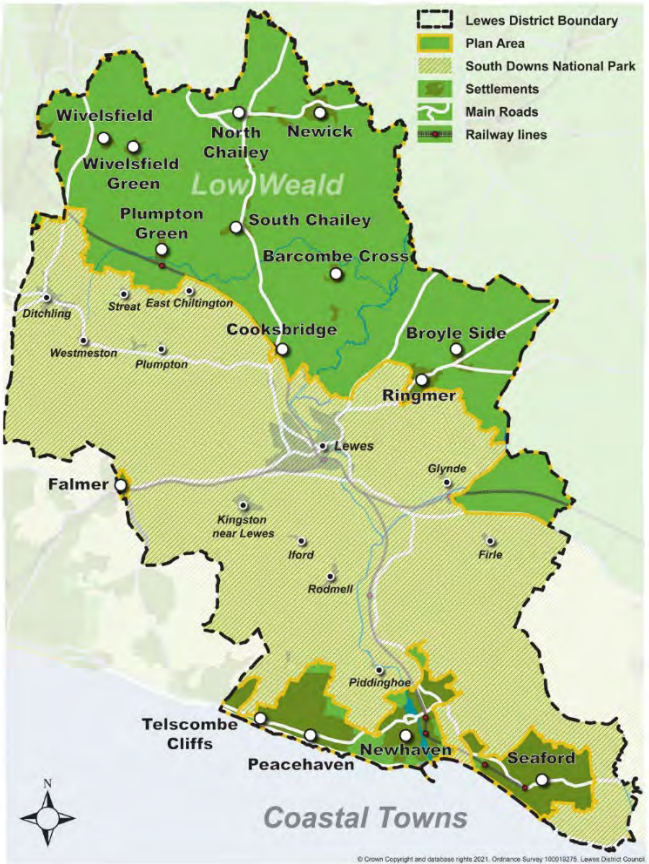 Lewes District Boundary
Plan Area
South Downs National Park
Settlements
Main Roads
Railway lines
Wivelsfield
North
Chailey
Newick
Wivelsfield
Green
Low Weald
Plumpton
Green
South Chailey
Barcombe Cross
Ditchling
Streat
East Chiltington
Cooksbridge
Broyle Side
Westmeston
Plumpton
Ringmer
Lewes
Falmer
Glynde
Kingston
near Lewes
Iford
Firle
Rodmell
Piddinghoe
Telscombe
Cliffs
Peacehaven
Newhaven
Seaford
N
Coastal Towns
© Crown Copyright and database rights 2021. Ordnance Survey 100019275. Lewes District Council.